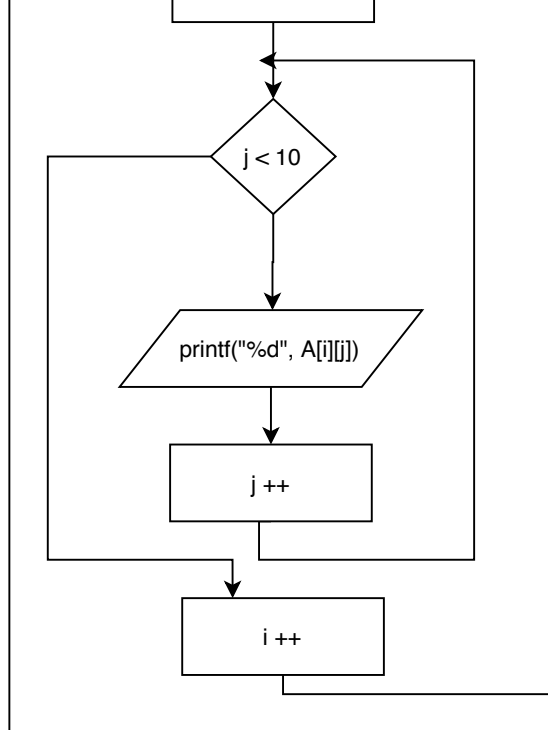 j < 10
printf("%d", A[i][j])
j ++
i ++